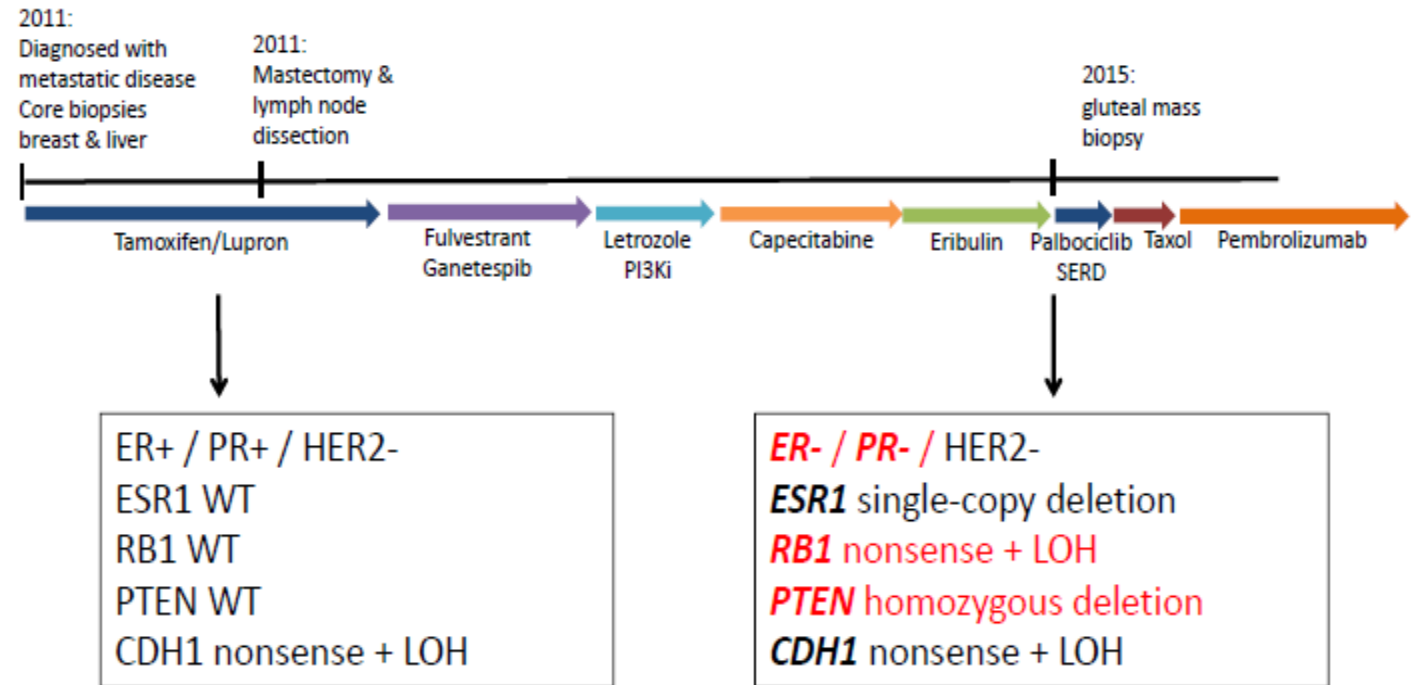 2011:
Diagnosed with
metastatic disease
Core biopsies
breast & liver
2011:
Mastectomy &
lymph node
dissection
2015:
gluteal mass
biopsy
Tamoxifen/Lupron
Fulvestrant
Ganetespib
Letrozole
PI3Ki
Capecitabine
Eribulin
Palbociclib
SERD
Taxol
Pembrolizumab
ER+ / PR+ / HER2-
ESR1 WT
RB1 WT
PTEN WT
CDH1 nonsense + LOH
ER- / PR- / HER2-
ESR1 single-copy deletion
RB1 nonsense + LOH
PTEN homozygous deletion
CDH1 nonsense + LOH